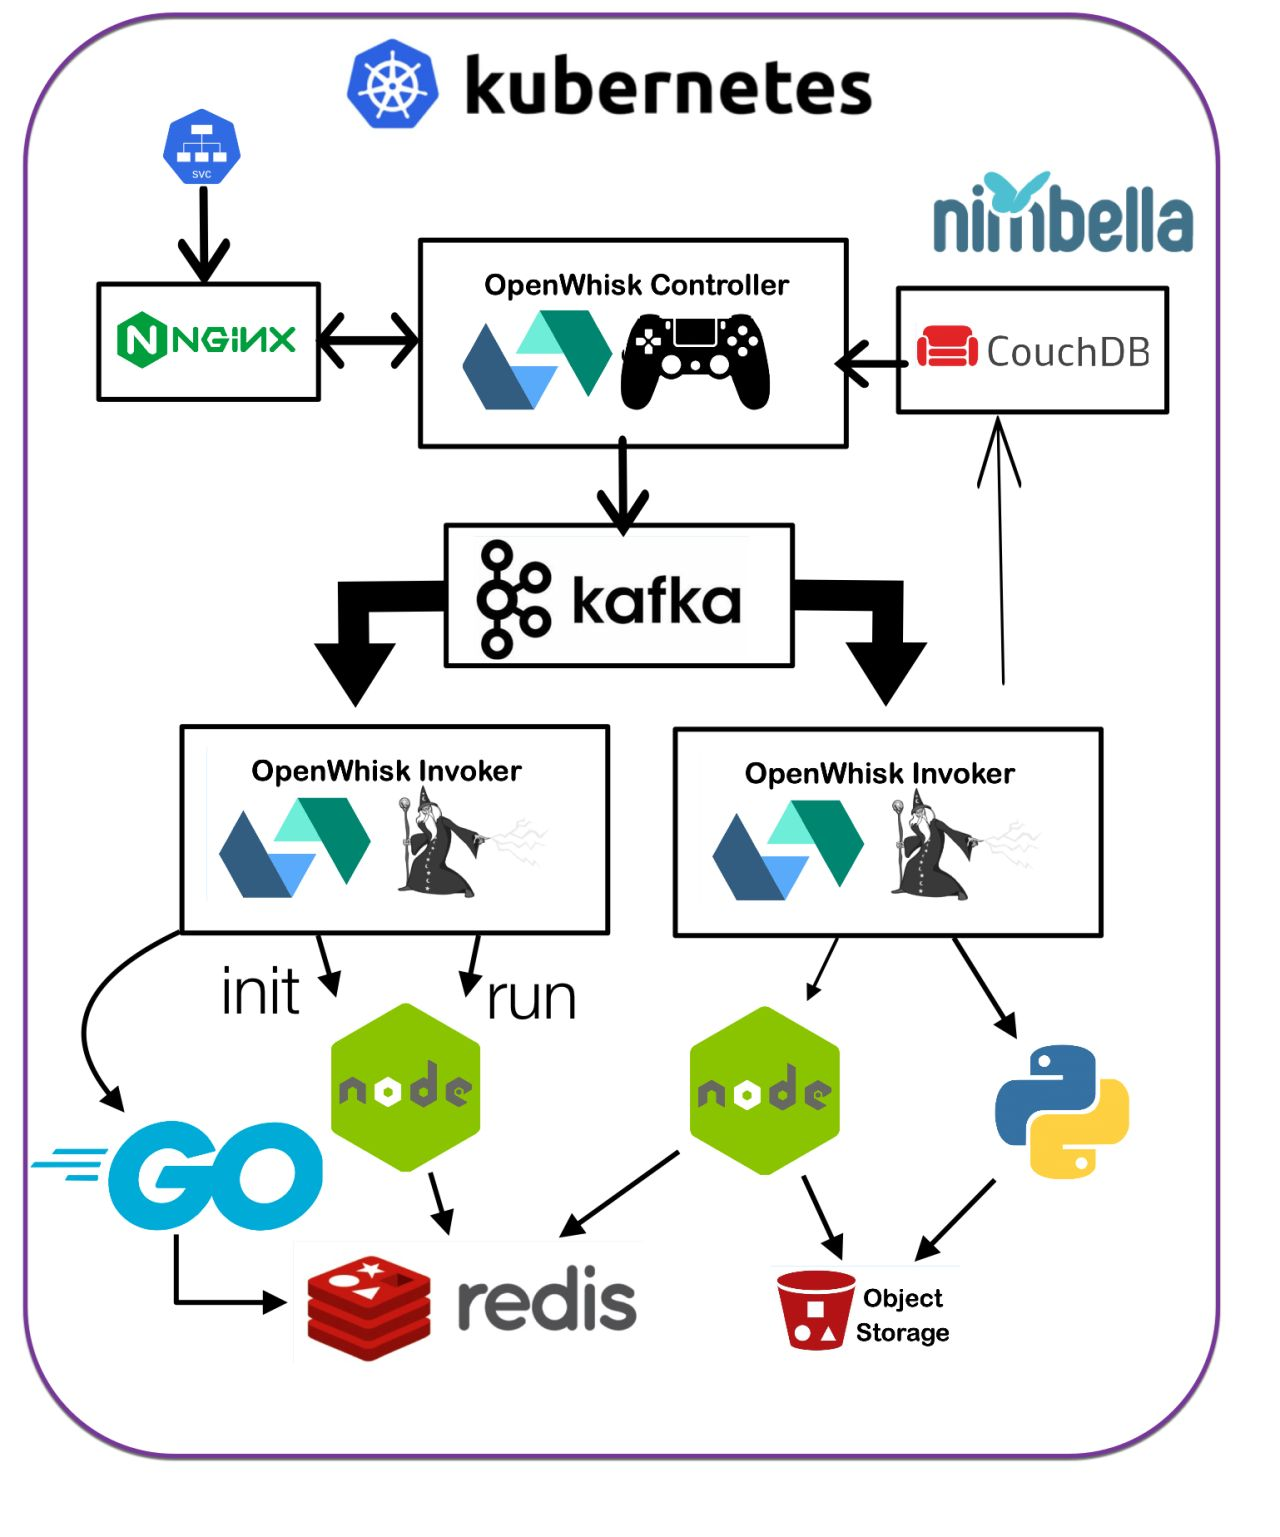 kubernetes
svc
nimbella
OpenWhisk Controller
N NGINX
CouchDB
kafka
OpenWhisk Invoker
OpenWhisk Invoker
init
run
node
node
GO
redis
Object
Storage